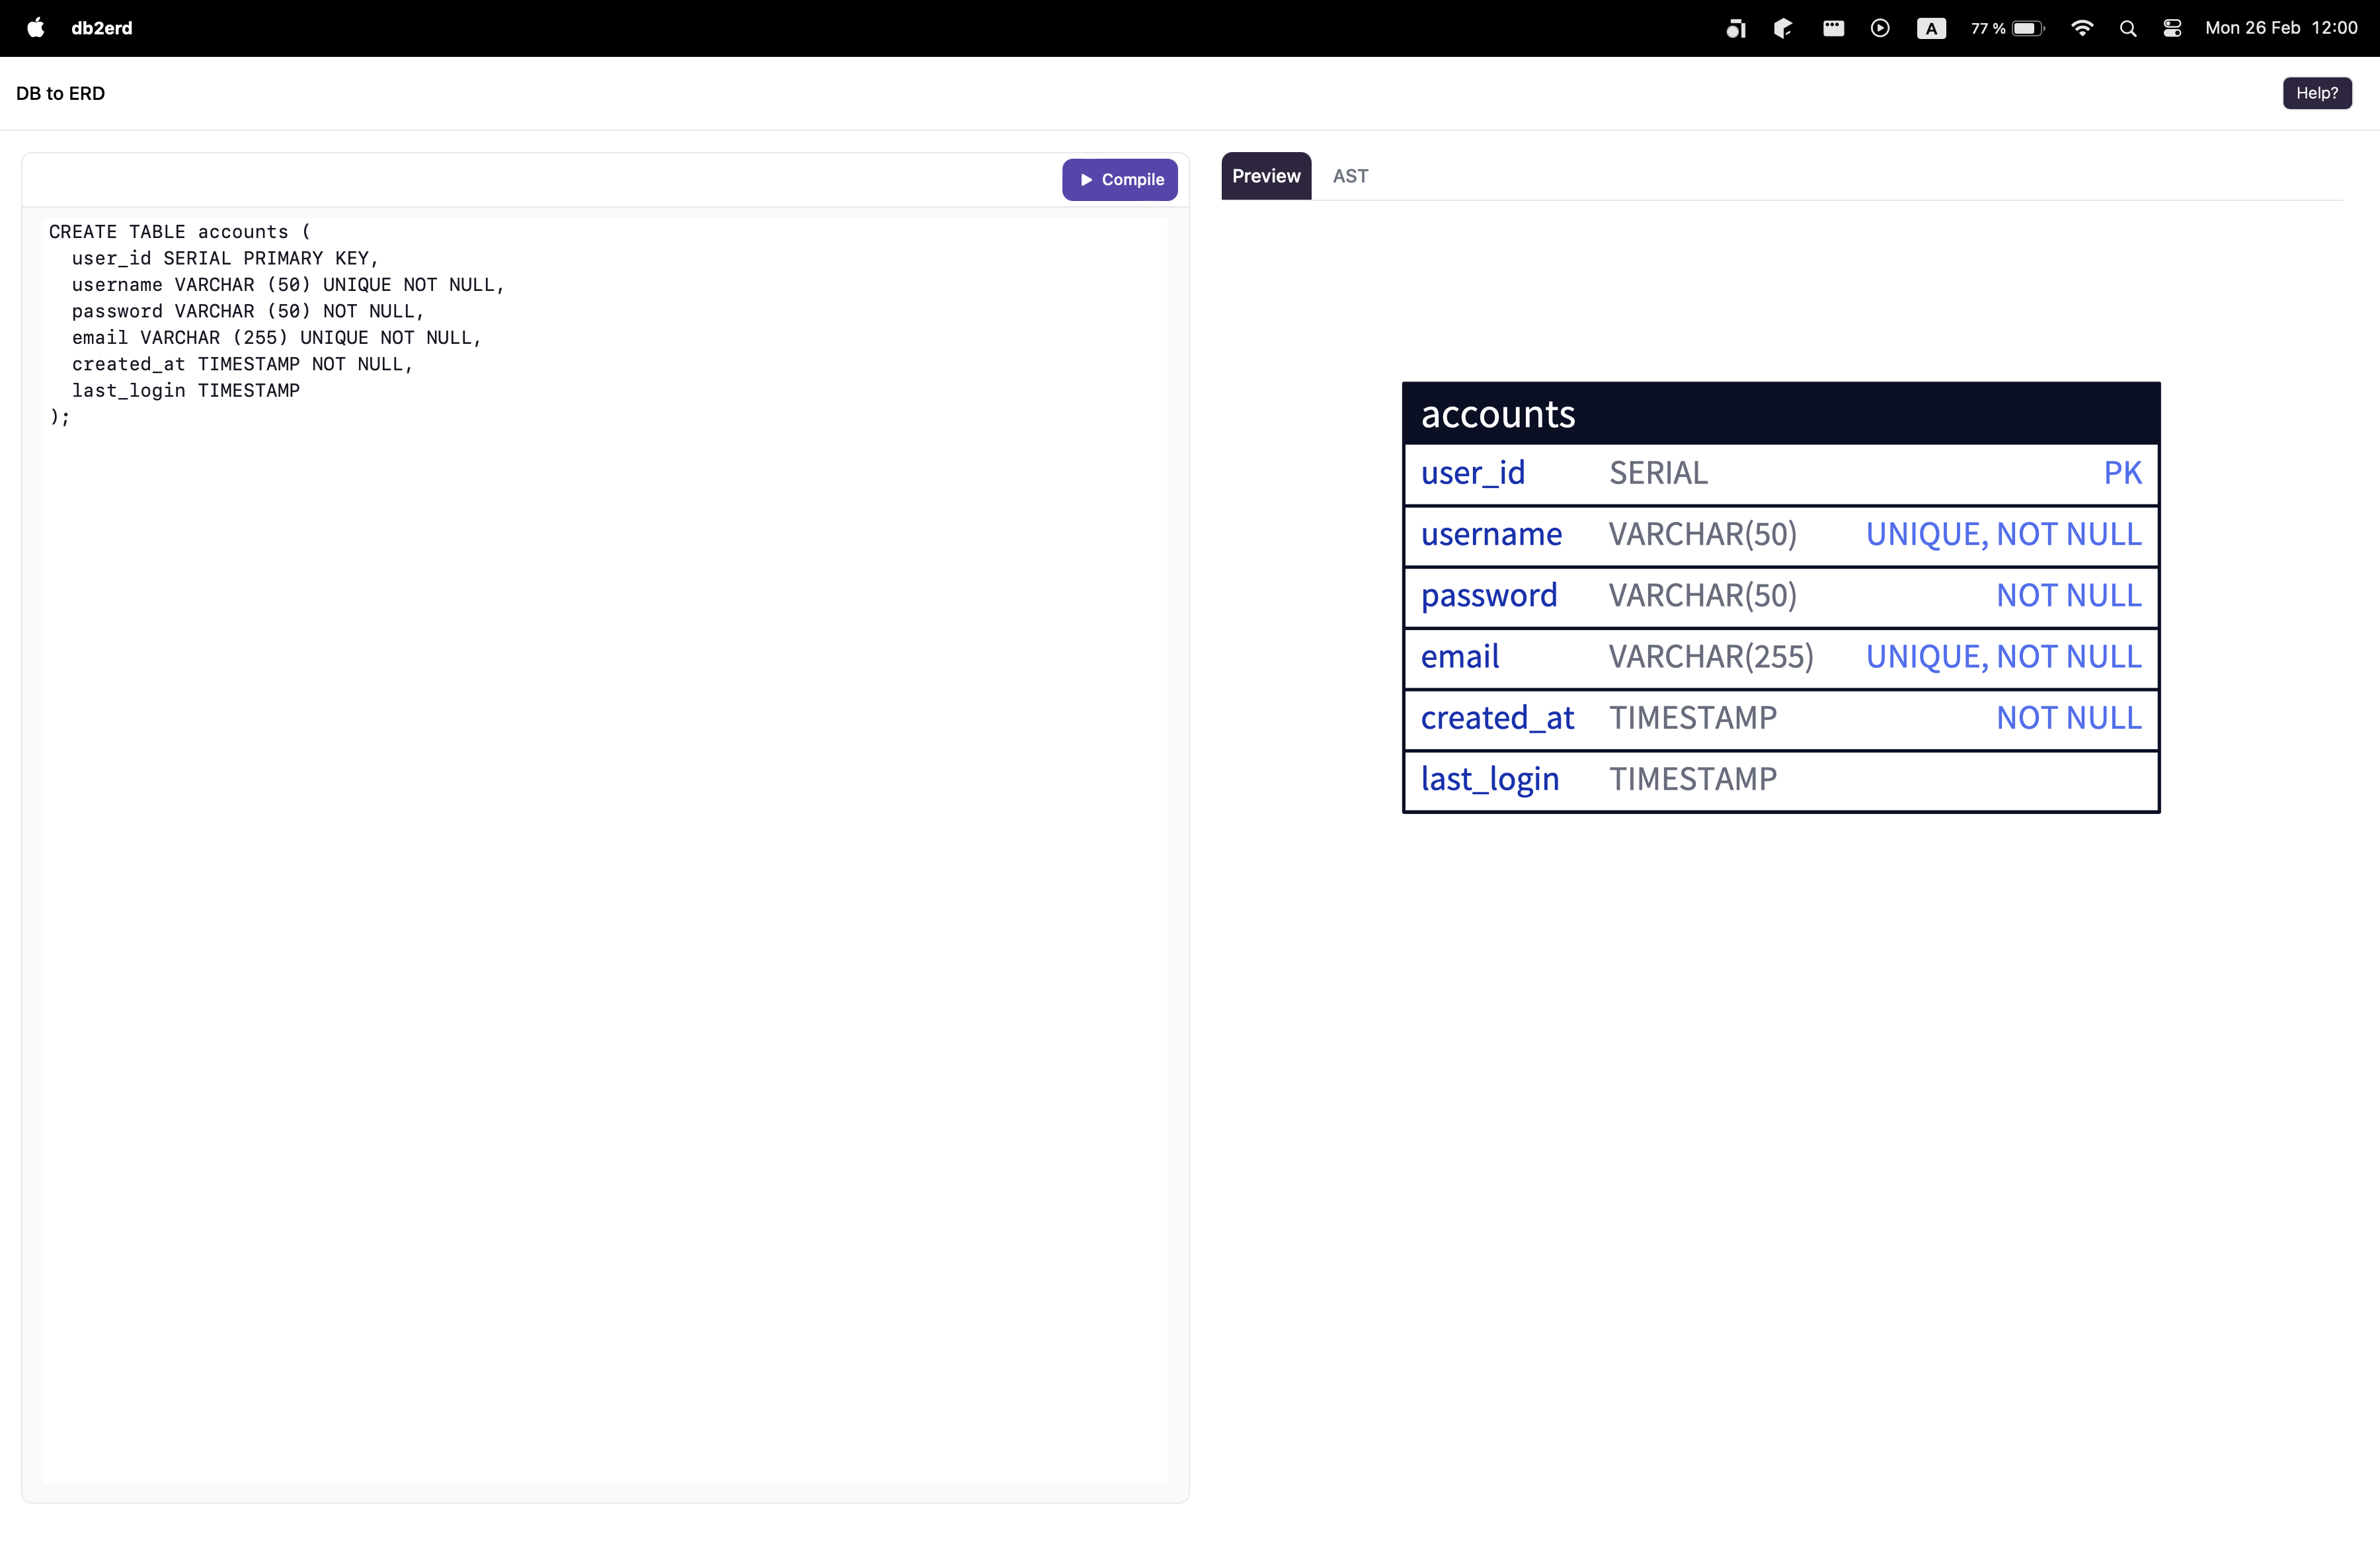 db2erd
A
77 %
Mon 26 Feb 12:00
DB to ERD
Help?
Compile
CREATE TABLE accounts (
  user_id SERIAL PRIMARY KEY,
  username VARCHAR (50) UNIQUE NOT NULL,
  password VARCHAR (50) NOT NULL,
  email VARCHAR (255) UNIQUE NOT NULL,
  created_at TIMESTAMP NOT NULL,
  last_login TIMESTAMP
);
Preview AST
accounts
user_id SERIAL PK
username VARCHAR(50) UNIQUE, NOT NULL
password VARCHAR(50) NOT NULL
email VARCHAR(255) UNIQUE, NOT NULL
created_at TIMESTAMP NOT NULL
last_login TIMESTAMP